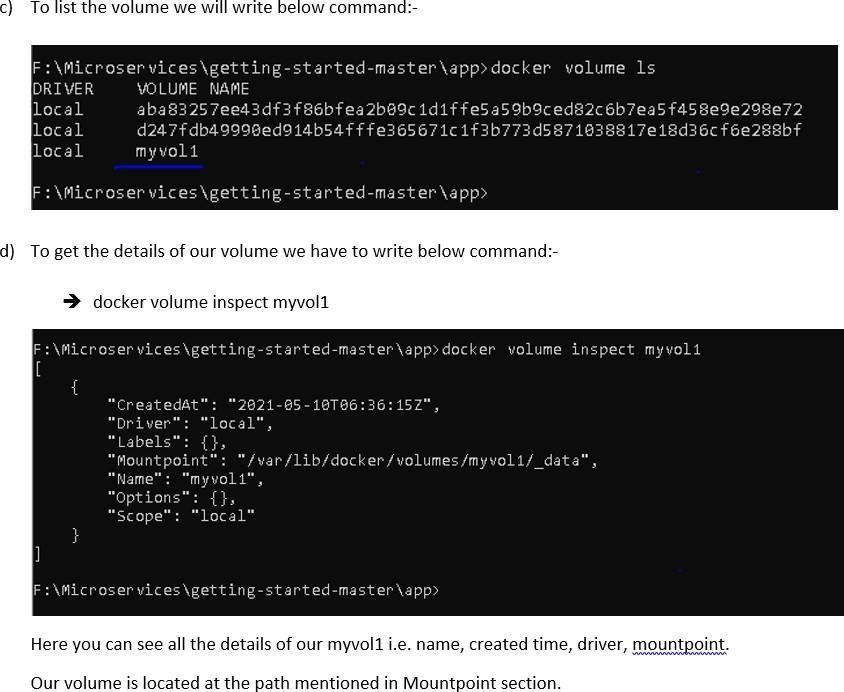 c) To list the volume we will write below command:-
F:\Microservices\getting-started-master\app>docker volume ls
DRIVER VOLUME NAME
local aba83257ee43df3f86bfea2b09c1d1ffe5a59b9ced82c6b7ea5f458e9e298e72
local d247fdb49990ed914b54fffe365671c1f3b773d5871038817e18d36cf6e288bf
local myvol1
F:\Microservices\getting-started-master\app>
d) To get the details of our volume we have to write below command:-
➔ docker volume inspect myvol1
F:\Microservices\getting-started-master\app>docker volume inspect myvol1
[
{
"CreatedAt": "2021-05-10T06:36:15Z",
"Driver": "local",
"Labels": {},
"Mountpoint": "/var/lib/docker/volumes/myvol1/_data",
"Name": "myvol1",
"Options": {},
"Scope": "local"
}
]
F:\Microservices\getting-started-master\app>
Here you can see all the details of our myvol1 i.e. name, created time, driver, mountpoint.
Our volume is located at the path mentioned in Mountpoint section.